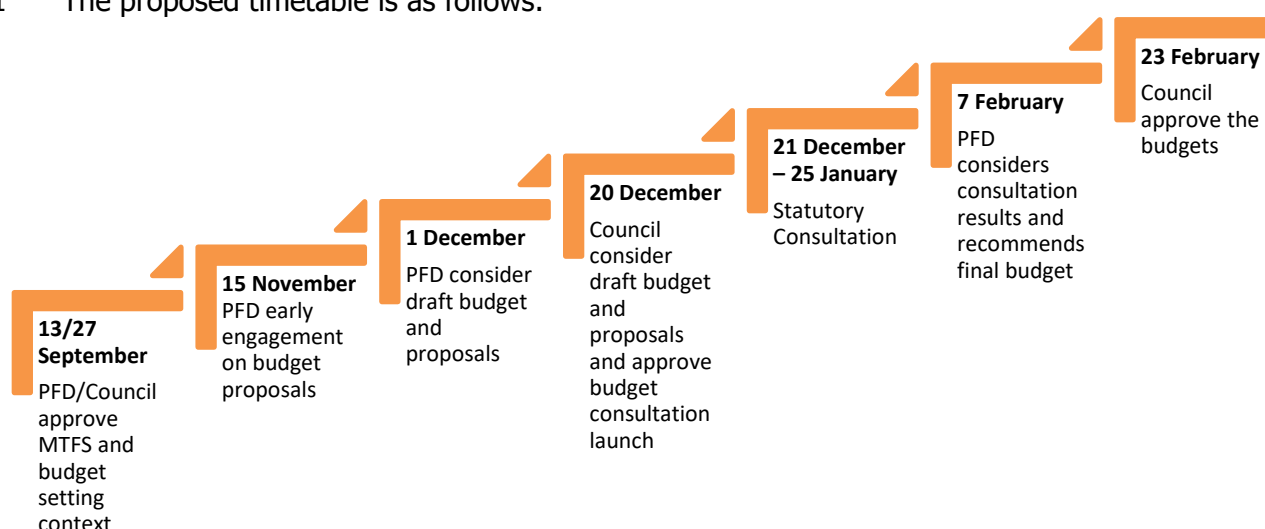 The proposed timetable is as follows:
13/27
September
PFD/Council
approve
MTFS and
budget
setting
context
15 November
PFD early
engagement
on budget
proposals
1 December
PFD consider
draft budget
and
proposals
20 December
Council
consider
draft budget
and
proposals
and approve
budget
consultation
launch
21 December
– 25 January
Statutory
Consultation
7 February
PFD
considers
consultation
results and
recommends
final budget
23 February
Council
approve the
budgets